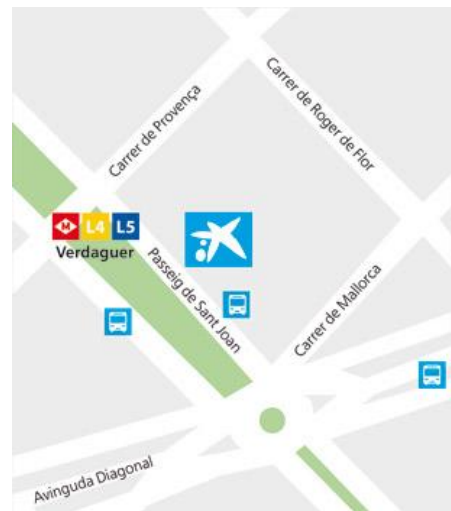 Carrer de Provença
Carrer de Roger de Flor
M L4 L5
Verdaguer
Passeig de Sant Joan
Carrer de Mallorca
Avinguda Diagonal